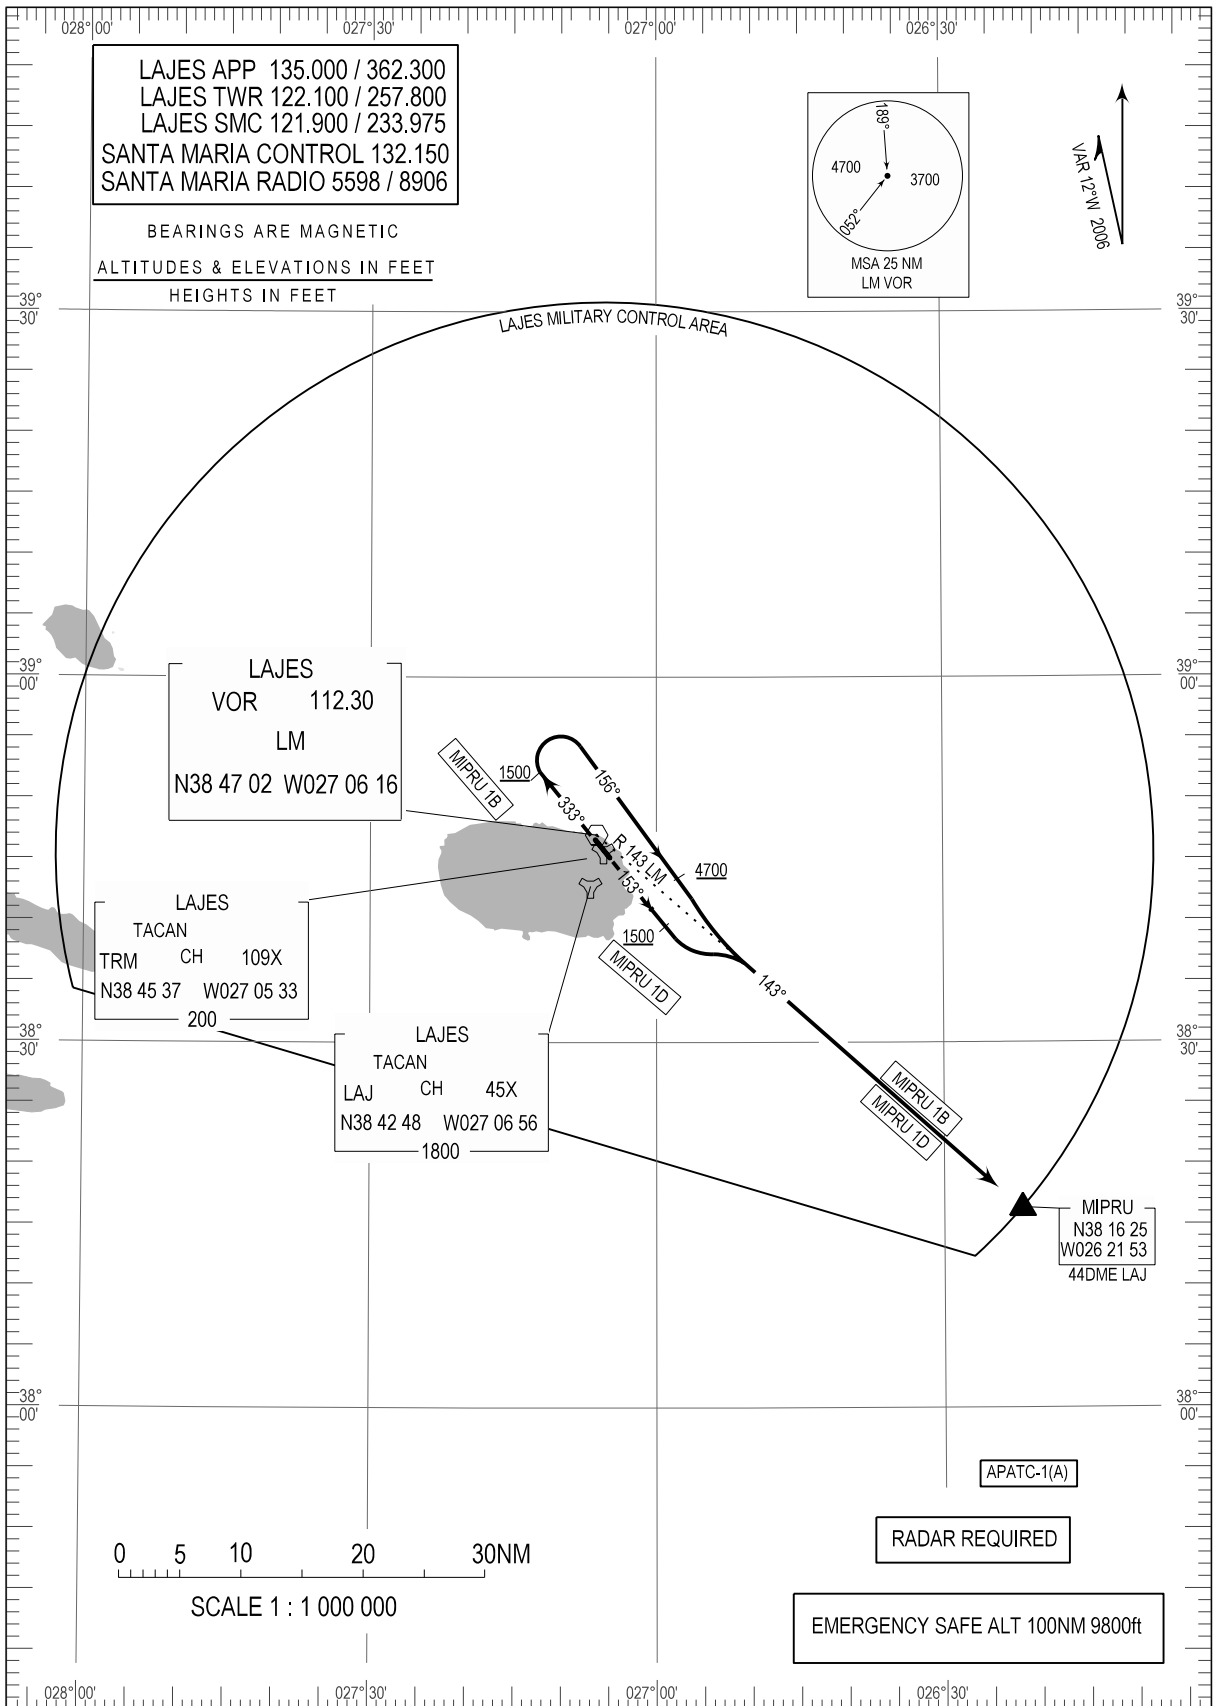 028° 00'
027° 30'
027° 00'
026° 30'
LAJES APP 135.000 / 362.300
LAJES TWR 122.100 / 257.800
LAJES SMC 121.900 / 233.975
SANTA MARIA CONTROL 132.150
SANTA MARIA RADIO 5598 / 8906
BEARINGS ARE MAGNETIC
ALTITUDES & ELEVATIONS IN FEET
HEIGHTS IN FEET
189°
4700
3700
052°
MSA 25 NM
LM VOR
VAR 12°W 2006
39°
30'
39°
30'
LAJES MILITARY CONTROL AREA
39°
00'
39°
00'
LAJES
VOR 112.30
LM
N38 47 02 W027 06 16
MIPRU 1B
1500
333°
156°
R 143 LM
4700
153°
1500
MIPRU 1D
143°
LAJES
TACAN
TRM CH 109X
N38 45 37 W027 05 33
200
LAJES
TACAN
LAJ CH 45X
N38 42 48 W027 06 56
1800
38°
30'
38°
30'
MIPRU 1B
MIPRU 1D
MIPRU
N38 16 25
W026 21 53
44DME LAJ
38°
00'
38°
00'
APATC-1(A)
RADAR REQUIRED
0 5 10 20 30NM
SCALE 1 : 1 000 000
EMERGENCY SAFE ALT 100NM 9800ft
028° 00'
027° 30'
027° 00'
026° 30'